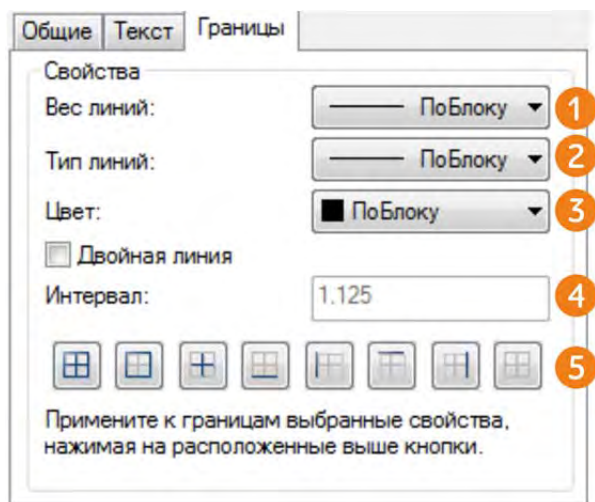 Общие Текст Границы
Свойства
Вес линий: ПоБлоку 1
Тип линий: ПоБлоку 2
Цвет: ПоБлоку 3
Двойная линия
Интервал: 1.125 4
5
Примените к границам выбранные свойства,
нажимая на расположенные выше кнопки.